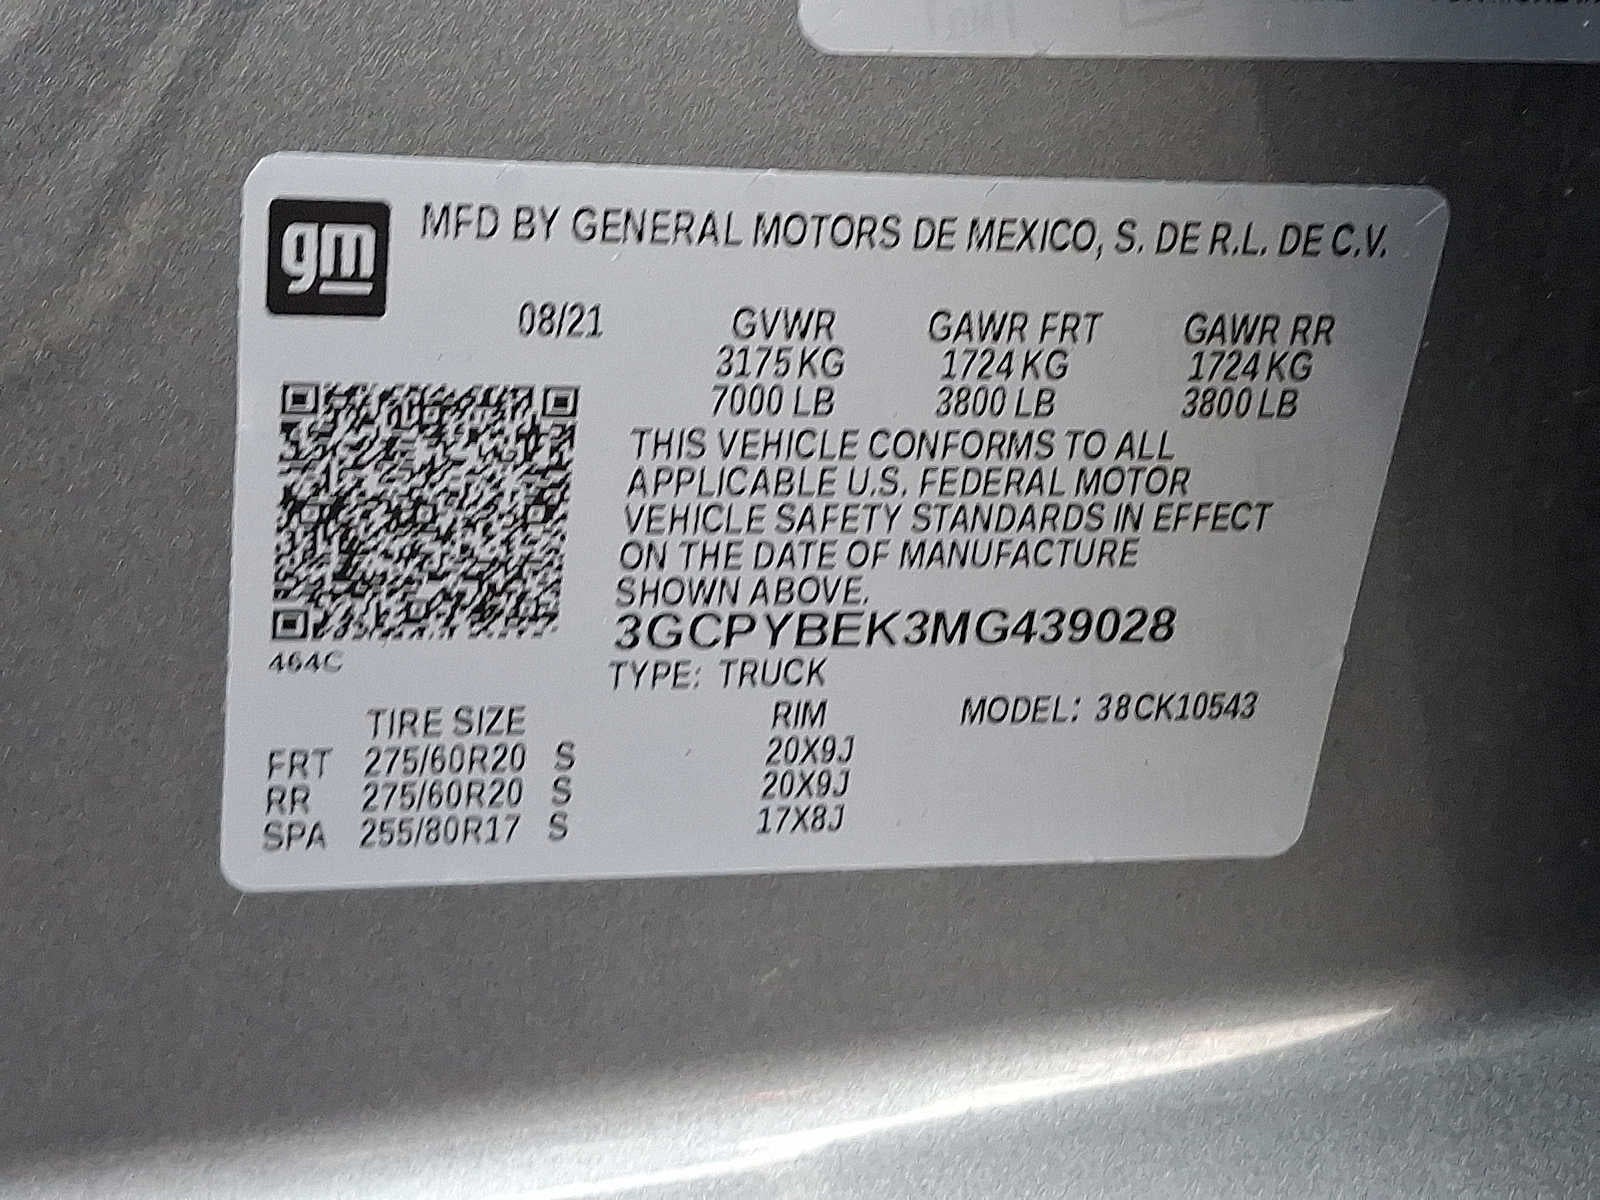 gm
MFD BY GENERAL MOTORS DE MEXICO, S. DE R.L. DE C.V.
08/21 GVWR GAWR FRT GAWR RR
3175 KG 1724 KG 1724 KG
7000 LB 3800 LB 3800 LB
THIS VEHICLE CONFORMS TO ALL
APPLICABLE U.S. FEDERAL MOTOR
VEHICLE SAFETY STANDARDS IN EFFECT
ON THE DATE OF MANUFACTURE
SHOWN ABOVE.
3GCPYBEK3MG439028
464C
TYPE: TRUCK
TIRE SIZE RIM MODEL: 38CK10543
FRT 275/60R20 S 20X9J
RR 275/60R20 S 20X9J
SPA 255/80R17 S 17X8J